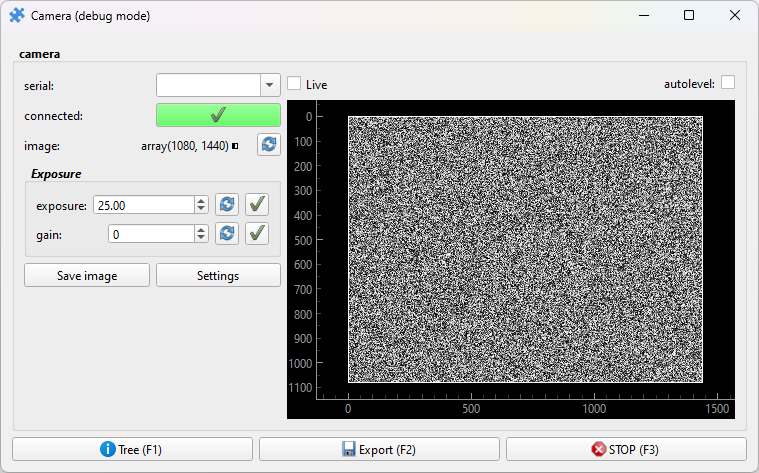 Camera (debug mode)
camera
serial:
Live
autolevel:
connected:
image:
array(1080, 1440)
Exposure
exposure:
25.00
gain:
0
Save image
Settings
0
100
200
300
400
500
600
700
800
900
1000
1100
0
500
1000
1500
Tree (F1)
Export (F2)
STOP (F3)